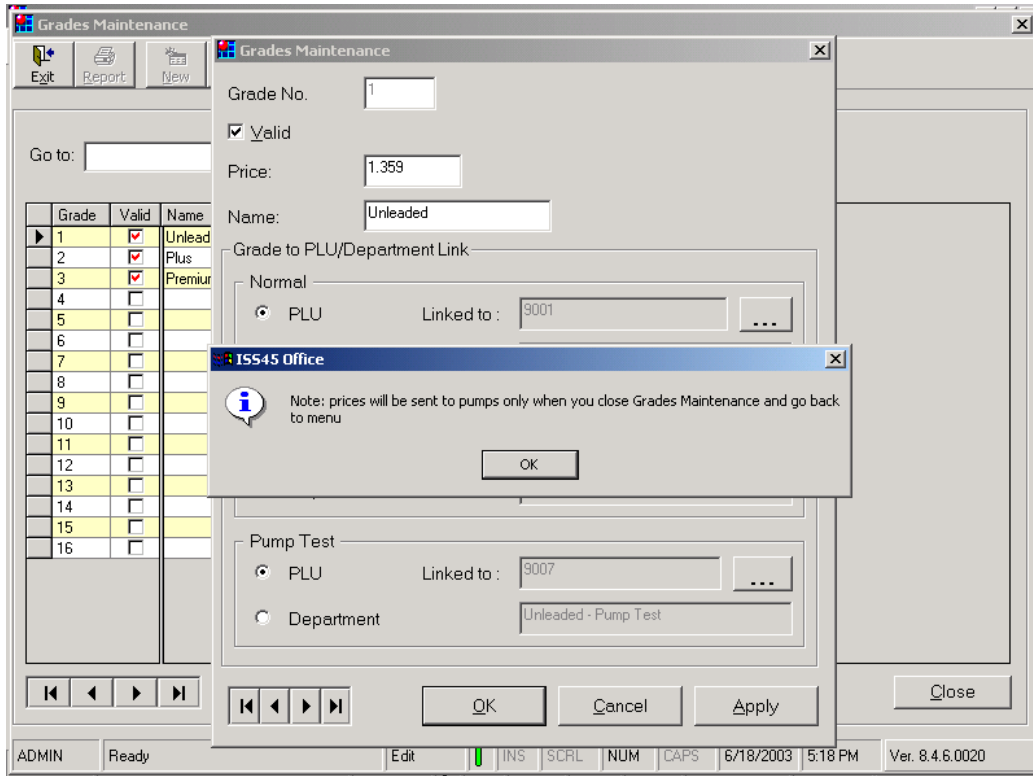 Grades Maintenance
Exit Report New
Go to:
Grade Valid Name
1 Unlead
2 Plus
3 Premiur
4
5
6
7
8
9
10
11
12
13
14
15
16
Close
Grades Maintenance
Grade No. 1
Valid
Price: 1.359
Name: Unleaded
Grade to PLU/Department Link
Normal
PLU Linked to : 9001 ...
ISS45 Office
Note: prices will be sent to pumps only when you close Grades Maintenance and go back
to menu
OK
Pump Test
PLU Linked to : 9007 ...
Department Unleaded - Pump Test
OK Cancel Apply
ADMIN Ready Edit INS SCRL NUM CAPS 6/18/2003 5:18 PM Ver. 8.4.6.0020